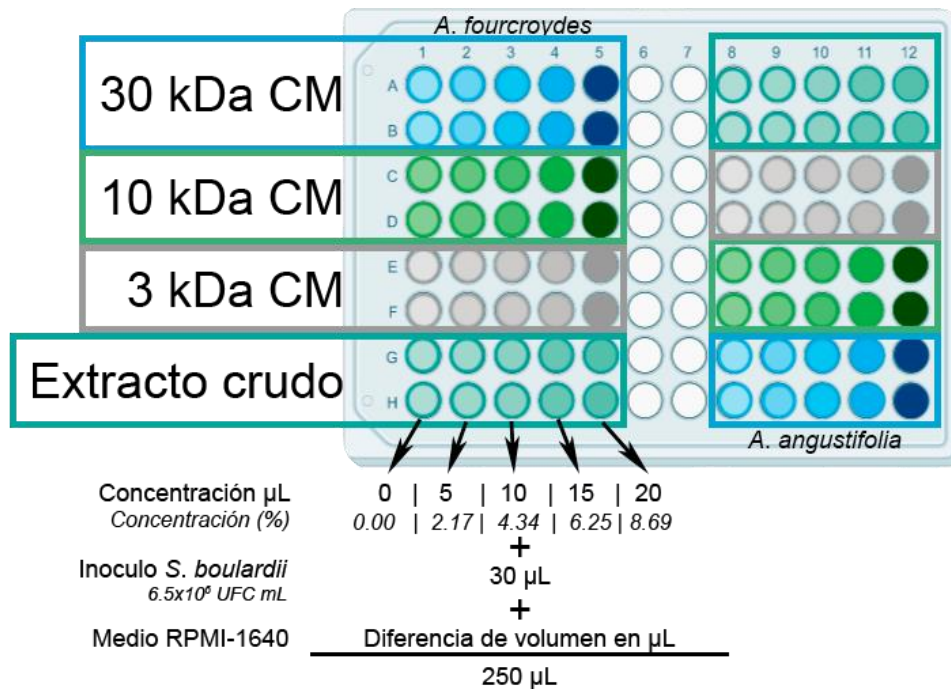 A. fourcroydes
1 2 3 4 5 6 7 8 9 10 11 12
30 kDa CM
A
B
10 kDa CM
C
D
3 kDa CM
E
F
Extracto crudo
G
H
A. angustifolia
Concentración µL 0 | 5 | 10 | 15 | 20
Concentración (%) 0.00 | 2.17 | 4.34 | 6.25 | 8.69
+
Inoculo S. boulardii 30 µL
6.5x10⁶ UFC mL
+
Medio RPMI-1640 Diferencia de volumen en µL
250 µL